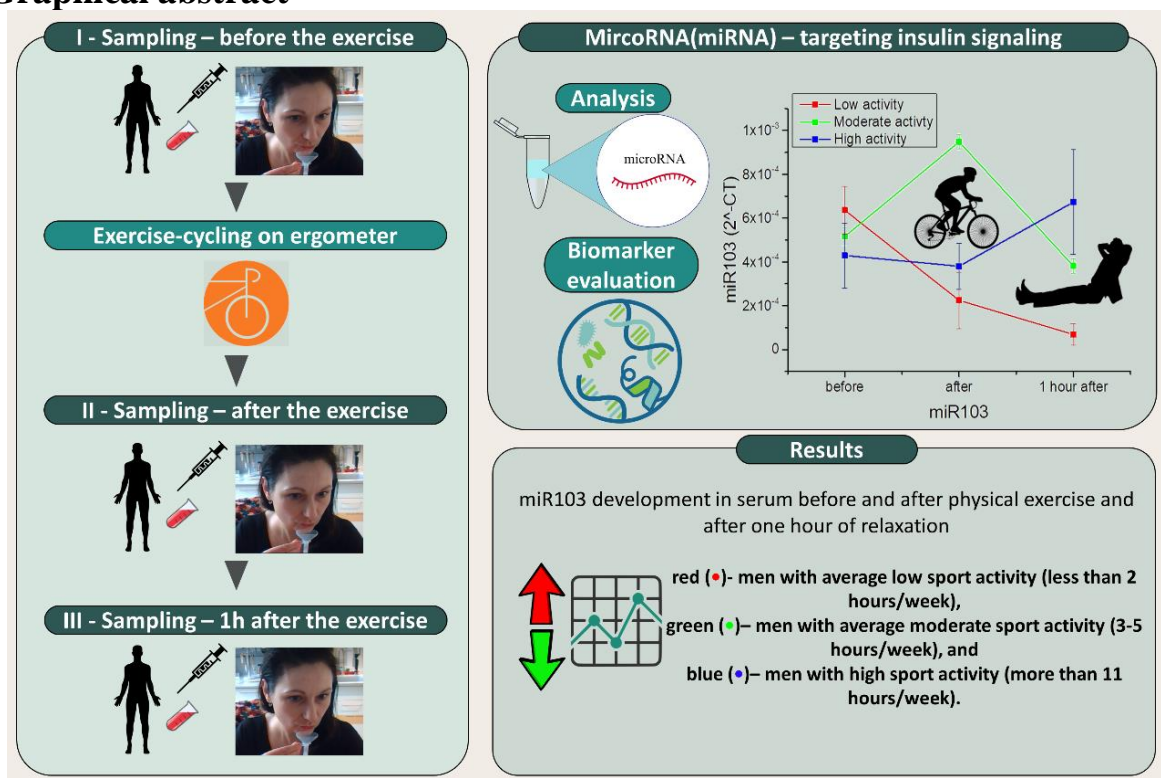 Graphical abstract
I - Sampling – before the exercise
Exercise-cycling on ergometer
II - Sampling – after the exercise
III - Sampling – 1h after the exercise
MircoRNA(miRNA) – targeting insulin signaling
Analysis
microRNA
Biomarker
evaluation
Low activity
Moderate activty
High activity
miR103 (2^-CT)
1x10⁻³
8x10⁻⁴
6x10⁻⁴
4x10⁻⁴
2x10⁻⁴
0
before
after
1 hour after
miR103
Results
miR103 development in serum before and after physical exercise and
after one hour of relaxation
red (•)- men with average low sport activity (less than 2
hours/week),
green (•)– men with average moderate sport activity (3-5
hours/week), and
blue (•)– men with high sport activity (more than 11
hours/week).